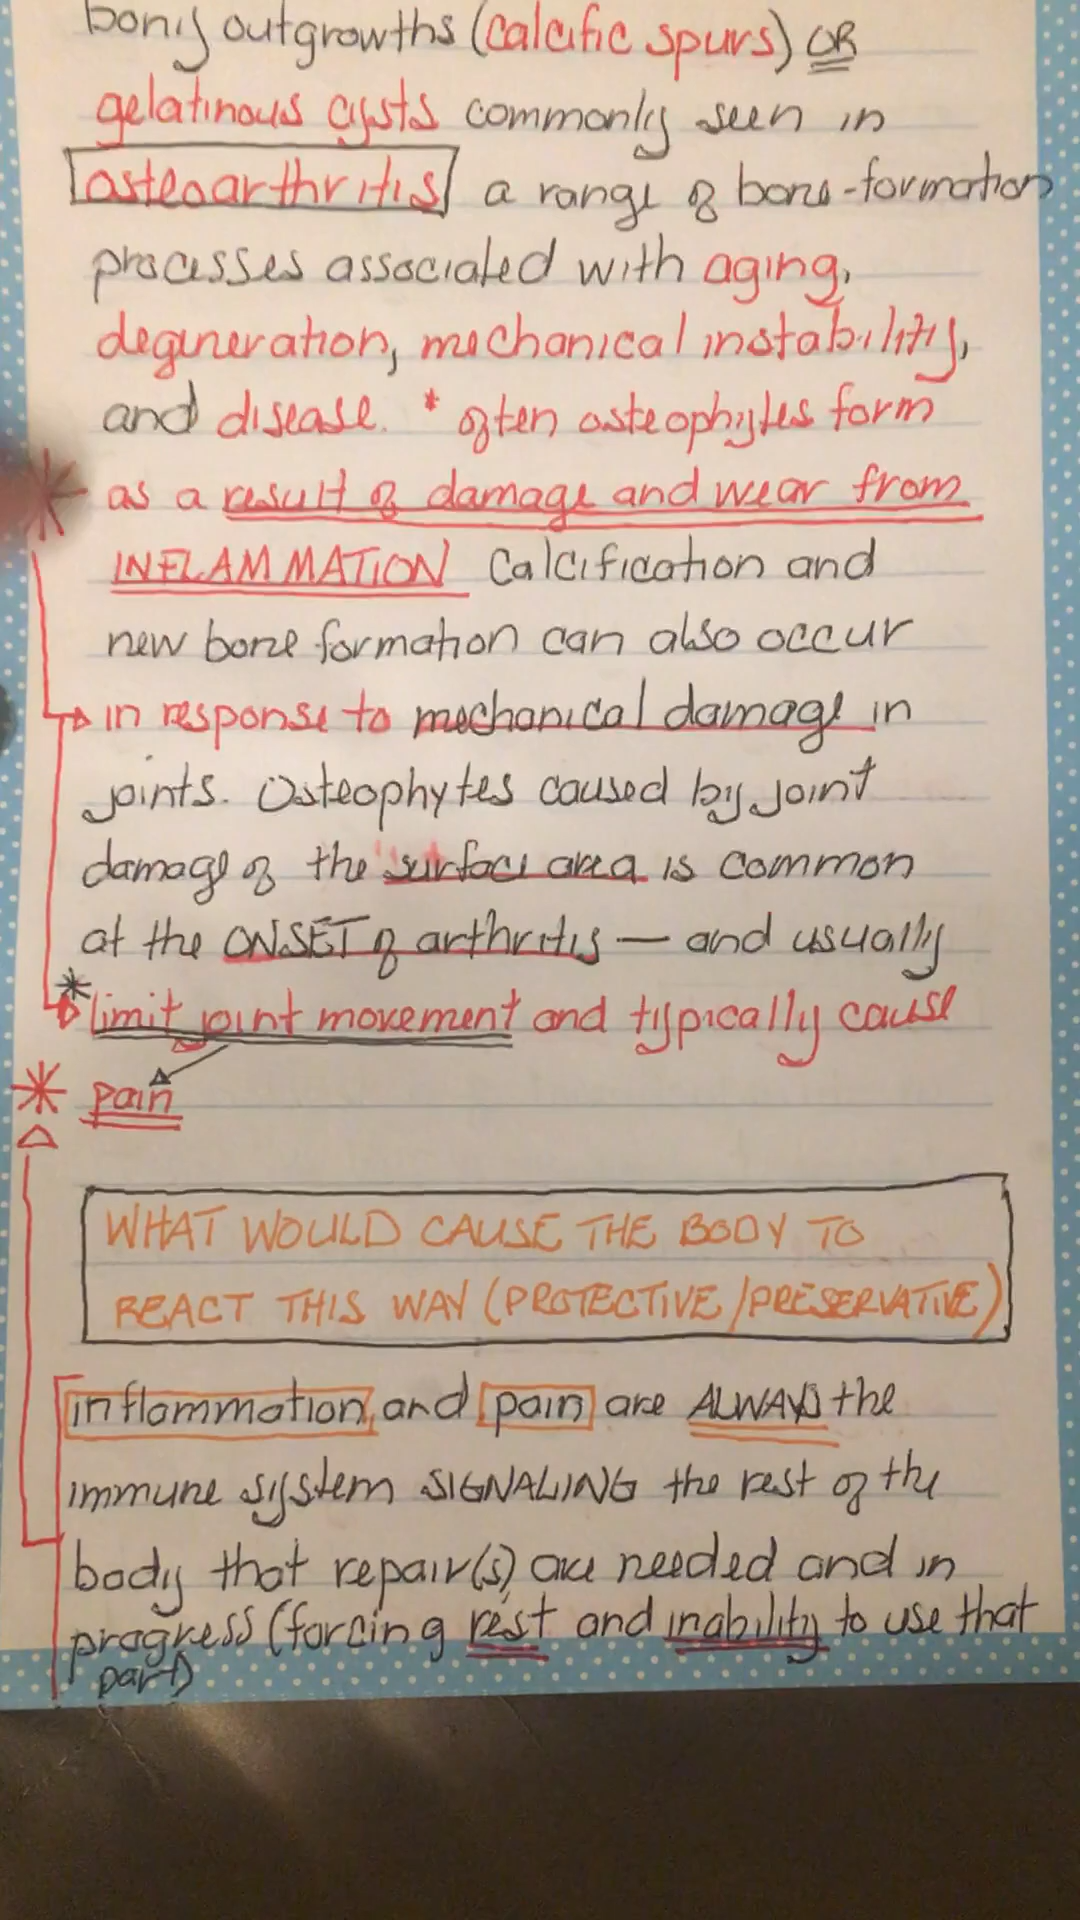 bony outgrowths (calcific spurs) OR
gelatinous cysts commonly seen in
osteoarthritis a range of bone-formation
processes associated with aging,
degeneration, mechanical instability,
and disease. * often osteophytes form
* as a result of damage and wear from
INFLAMMATION Calcification and
new bone formation can also occur
in response to mechanical damage in
joints. Osteophytes caused by joint
damage of the surface area is common
at the ONSET of arthritis — and usually
* limit joint movement and typically cause
* pain
WHAT WOULD CAUSE THE BODY TO
REACT THIS WAY (PROTECTIVE/PRESERVATIVE)
inflammation, and pain are ALWAYS the
immune system SIGNALING the rest of the
body that repair(s) are needed and in
progress (forcing rest and inability to use that
part)